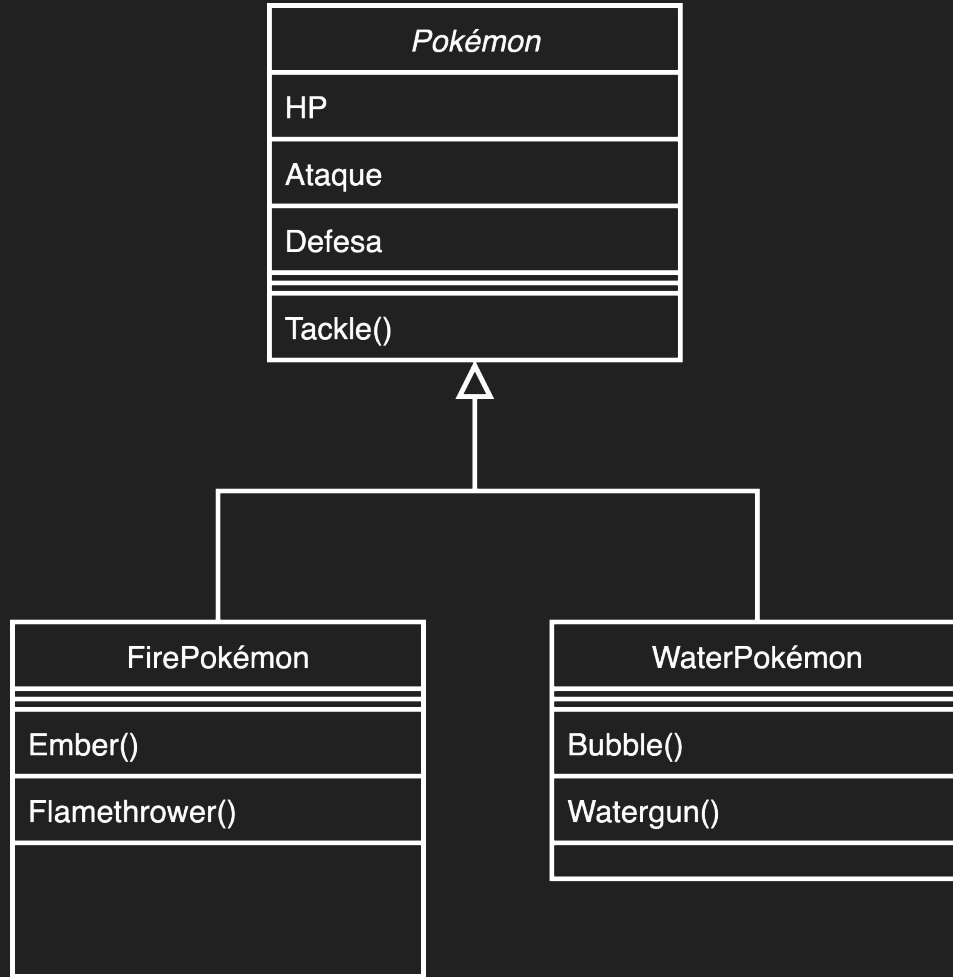 Pokémon
HP
Ataque
Defesa
Tackle()
FirePokémon
Ember()
Flamethrower()
WaterPokémon
Bubble()
Watergun()